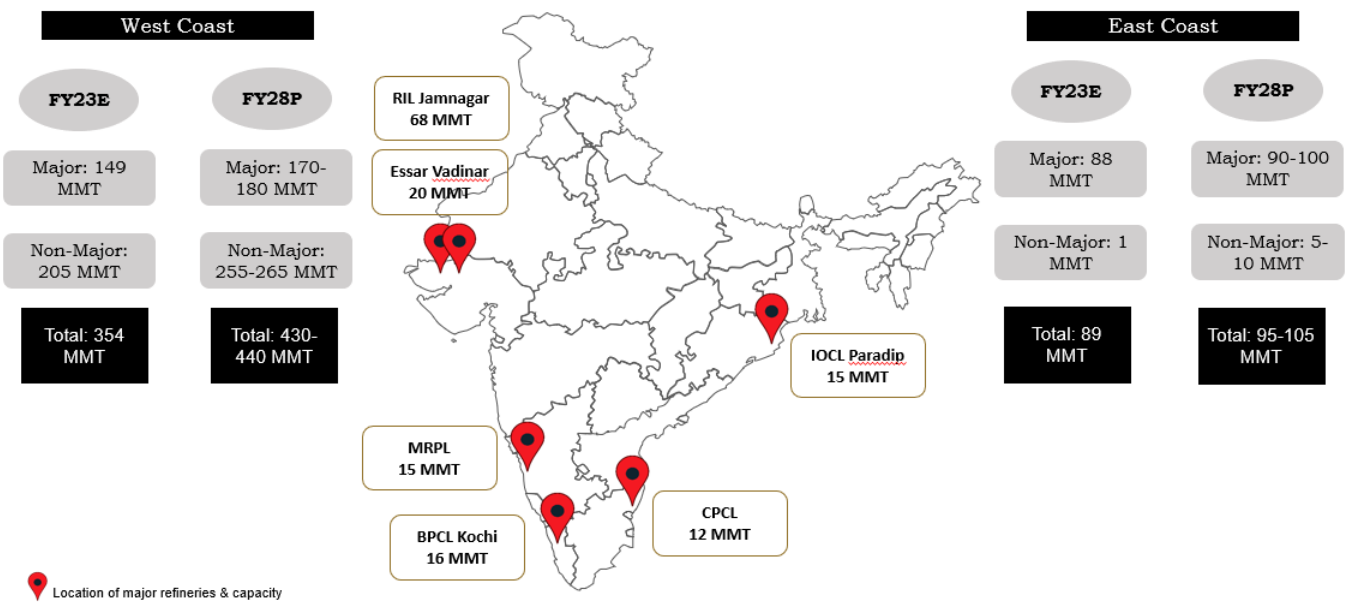 West Coast
FY23E
FY28P
Major: 149
MMT
Major: 170-
180 MMT
Non-Major:
205 MMT
Non-Major:
255-265 MMT
Total: 354
MMT
Total: 430-
440 MMT
RIL Jamnagar
68 MMT
Essar Vadinar
20 MMT
MRPL
15 MMT
BPCL Kochi
16 MMT
CPCL
12 MMT
IOCL Paradip
15 MMT
East Coast
FY23E
FY28P
Major: 88
MMT
Major: 90-100
MMT
Non-Major: 1
MMT
Non-Major: 5-
10 MMT
Total: 89
MMT
Total: 95-105
MMT
Location of major refineries & capacity